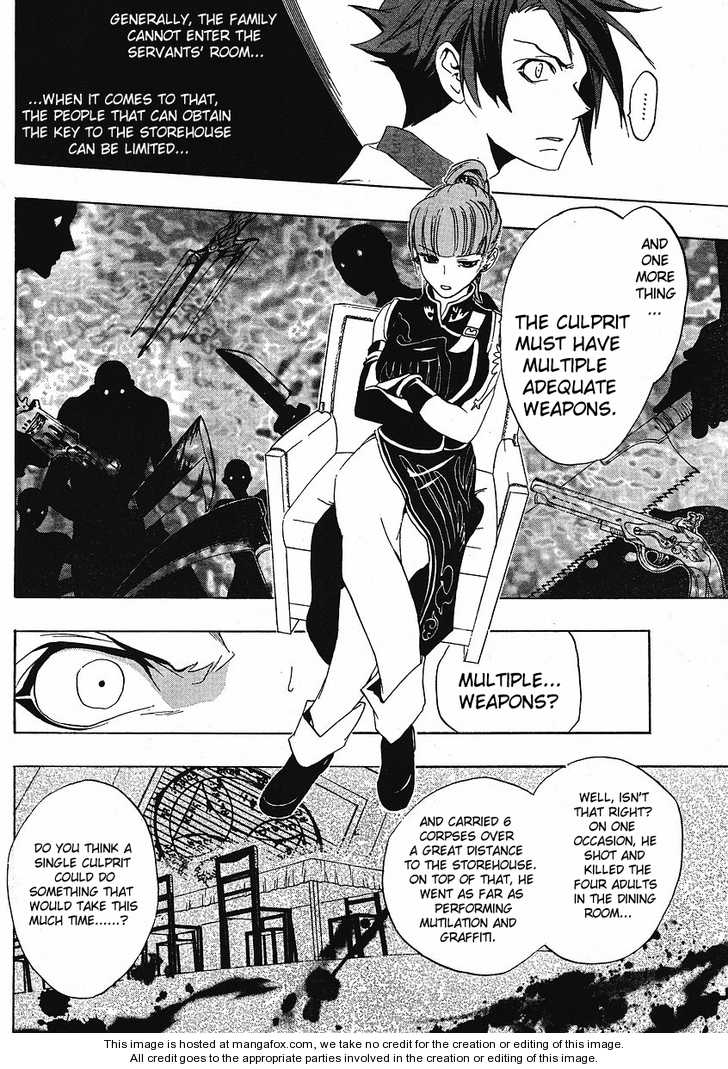 GENERALLY, THE FAMILY
CANNOT ENTER THE
SERVANTS' ROOM...
...WHEN IT COMES TO THAT,
THE PEOPLE THAT CAN OBTAIN
THE KEY TO THE STOREHOUSE
CAN BE LIMITED...
......
AND
ONE
MORE
THING
...
THE CULPRIT
MUST HAVE
MULTIPLE
ADEQUATE
WEAPONS.
MULTIPLE...
WEAPONS?
WELL, ISN'T
THAT RIGHT?
ON ONE
OCCASION, HE
SHOT AND
KILLED THE
FOUR ADULTS
IN THE DINING
ROOM...
AND CARRIED 6
CORPSES OVER
A GREAT DISTANCE
TO THE STOREHOUSE.
ON TOP OF THAT, HE
WENT AS FAR AS
PERFORMING
MUTILATION AND
GRAFFITI.
DO YOU THINK A
SINGLE CULPRIT
COULD DO
SOMETHING THAT
WOULD TAKE THIS
MUCH TIME......?
This image is hosted at mangafox.com, we take no credit for the creation or editing of this image.
All credit goes to the appropriate parties involved in the creation or editing of this image.